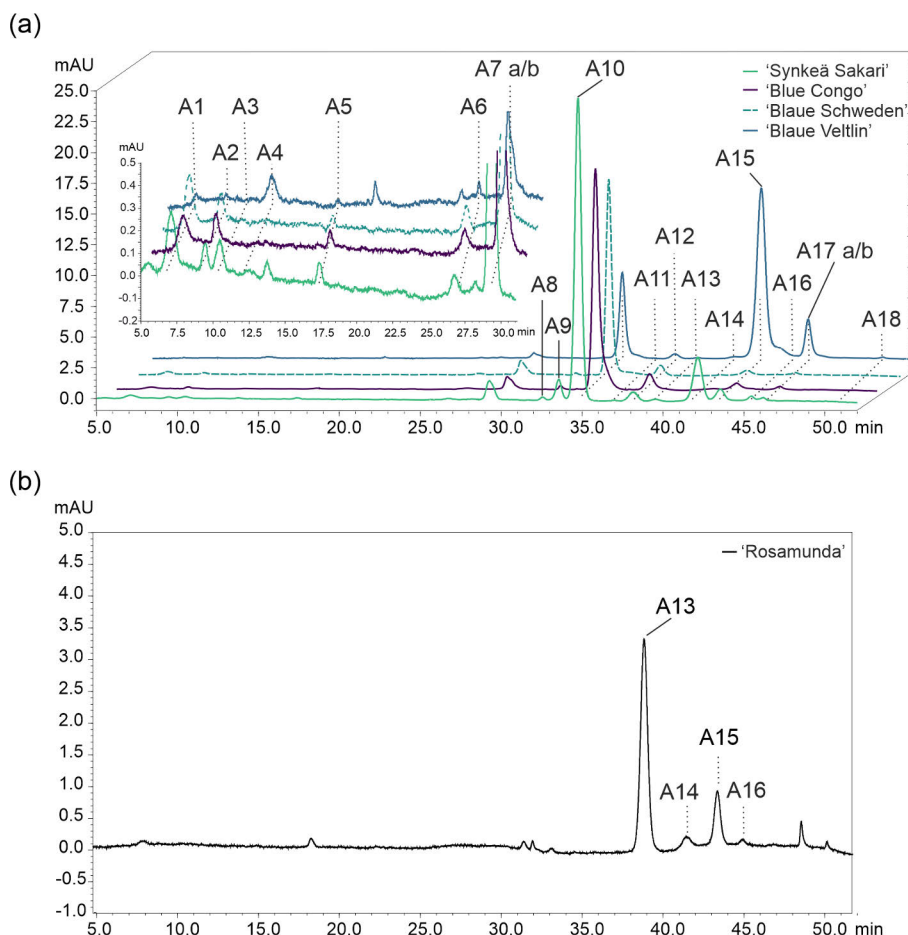 (a)
mAU
25.0
22.5
20.0
17.5
15.0
12.5
10.0
7.5
5.0
2.5
0.0
5.0 10.0 15.0 20.0 25.0 30.0 35.0 40.0 45.0 50.0 min
mAU
0.5
0.4
0.3
0.2
0.1
0.0
-0.1
-0.2
5.0 7.5 10.0 12.5 15.0 17.5 20.0 22.5 25.0 27.5 30.0 min
A1 A2 A3 A4 A5 A6 A7 a/b
A8 A9 A10 A11 A12 A13 A14 A15 A16 A17 a/b A18
‘Synkeä Sakari’
‘Blue Congo’
‘Blaue Schweden’
‘Blaue Veltlin’
(b)
mAU
5.0
4.5
4.0
3.5
3.0
2.5
2.0
1.5
1.0
0.5
0.0
-0.5
-1.0
5.0 10.0 15.0 20.0 25.0 30.0 35.0 40.0 45.0 50.0 min
‘Rosamunda’
A13
A14
A15
A16